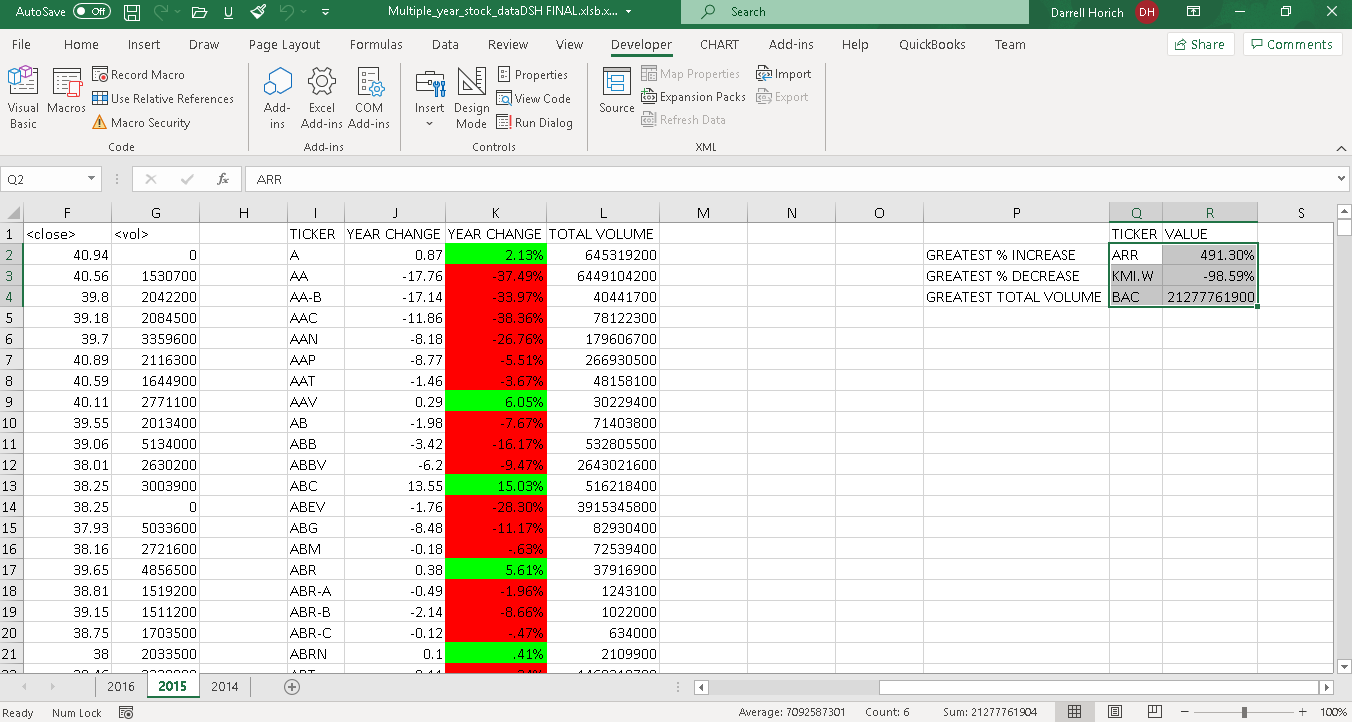 AutoSave Off Multiple_year_stock_dataDSH FINAL.xlsb.x... Search Darrell Horich DH
File Home Insert Draw Page Layout Formulas Data Review View Developer CHART Add-ins Help QuickBooks Team Share Comments
Visual Basic Macros Record Macro Use Relative References Macro Security Code
Add-ins Excel Add-ins COM Add-ins Add-ins
Insert Design Mode Properties View Code Run Dialog Controls
Source Map Properties Expansion Packs Refresh Data Import Export XML
Q2 fx ARR
F G H I J K L M N O P Q R S
1 <close> <vol> TICKER YEAR CHANGE YEAR CHANGE TOTAL VOLUME TICKER VALUE
2 40.94 0 A 0.87 2.13% 645319200 GREATEST % INCREASE ARR 491.30%
3 40.56 1530700 AA -17.76 -37.49% 6449104200 GREATEST % DECREASE KMI.W -98.59%
4 39.8 2042200 AA-B -17.14 -33.97% 40441700 GREATEST TOTAL VOLUME BAC 21277761900
5 39.18 2084500 AAC -11.86 -38.36% 78122300
6 39.7 3359600 AAN -8.18 -26.76% 179606700
7 40.89 2116300 AAP -8.77 -5.51% 266930500
8 40.59 1644900 AAT -1.46 -3.67% 48158100
9 40.11 2771100 AAV 0.29 6.05% 30229400
10 39.55 2013400 AB -1.98 -7.67% 71403800
11 39.06 5134000 ABB -3.42 -16.17% 532805500
12 38.01 2630200 ABBV -6.2 -9.47% 2643021600
13 38.25 3003900 ABC 13.55 15.03% 516218400
14 38.25 0 ABEV -1.76 -28.30% 3915345800
15 37.93 5033600 ABG -8.48 -11.17% 82930400
16 38.16 2721600 ABM -0.18 -.63% 72539400
17 39.65 4856500 ABR 0.38 5.61% 37916900
18 38.81 1519200 ABR-A -0.49 -1.96% 1243100
19 39.15 1511200 ABR-B -2.14 -8.66% 1022000
20 38.75 1703500 ABR-C -0.12 -.47% 634000
21 38 2033500 ABRN 0.1 .41% 2109900
2016 2015 2014
Ready Num Lock Average: 7092587301 Count: 6 Sum: 21277761904 100%